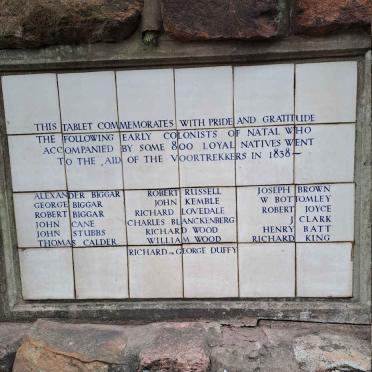 THIS TABLET COMMEMORATES WITH PRIDE AND GRATITUDE
THE FOLLOWING EARLY COLONISTS OF NATAL WHO
ACCOMPANIED BY SOME 800 LOYAL NATIVES WENT
TO THE AID OF THE VOORTREKKERS IN 1838~
ALEXANDER BIGGAR
GEORGE BIGGAR
ROBERT BIGGAR
JOHN CANE
JOHN STUBBS
THOMAS CALDER
ROBERT RUSSELL
JOHN KEMBLE
RICHARD LOVEDALE
CHARLES BLANCKENBERG
RICHARD WOOD
WILLIAM WOOD
JOSEPH BROWN
W BOTTOMLEY
ROBERT JOYCE
J CLARK
HENRY BATT
RICHARD KING
RICHARD GEORGE DUFFY